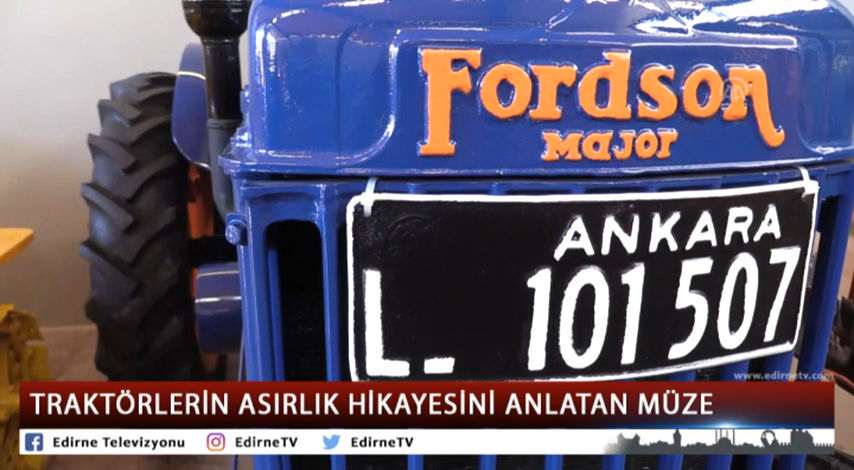 Fordson
MAJOR
ANKARA
L_ 101 507
www.edirnetv.com
TRAKTÖRLERİN ASIRLIK HİKAYESİNİ ANLATAN MÜZE
Edirne Televizyonu EdirneTV EdirneTV